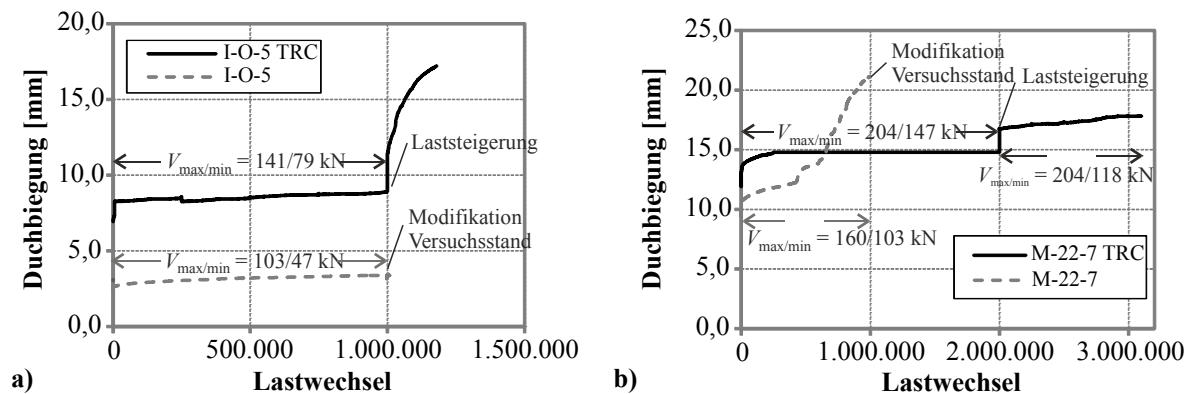 20,0
15,0
10,0
5,0
0,0
Duchbiegung [mm]
I-O-5 TRC
I-O-5
Vmax/min = 141/79 kN
Laststeigerung
Modifikation
Versuchsstand
Vmax/min = 103/47 kN
0
500.000
1.000.000
1.500.000
a)
Lastwechsel
25,0
20,0
15,0
10,0
5,0
0,0
Duchbiegung [mm]
Modifikation
Versuchsstand
Laststeigerung
Vmax/min = 204/147 kN
Vmax/min = 204/118 kN
Vmax/min = 160/103 kN
M-22-7 TRC
M-22-7
0
1.000.000
2.000.000
3.000.000
b)
Lastwechsel